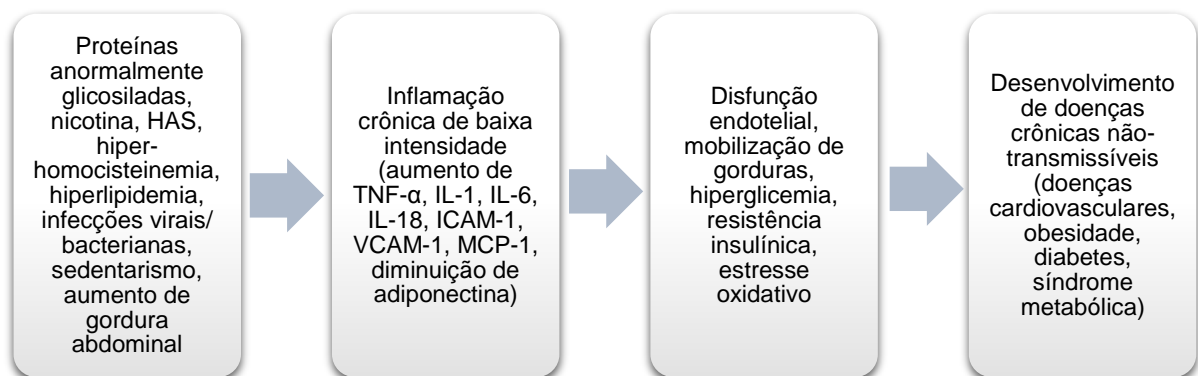 Proteínas
anormalmente
glicosiladas,
nicotina, HAS,
hiper-
homocisteinemia,
hiperlipidemia,
infecções virais/
bacterianas,
sedentarismo,
aumento de
gordura
abdominal
Inflamação
crônica de baixa
intensidade
(aumento de
TNF-α, IL-1, IL-6,
IL-18, ICAM-1,
VCAM-1, MCP-1,
diminuição de
adiponectina)
Disfunção
endotelial,
mobilização de
gorduras,
hiperglicemia,
resistência
insulínica,
estresse
oxidativo
Desenvolvimento
de doenças
crônicas não-
transmissíveis
(doenças
cardiovasculares,
obesidade,
diabetes,
síndrome
metabólica)